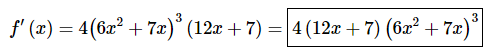 f′(x) = 4(6x² + 7x)³(12x + 7) = 4(12x + 7)(6x² + 7x)³